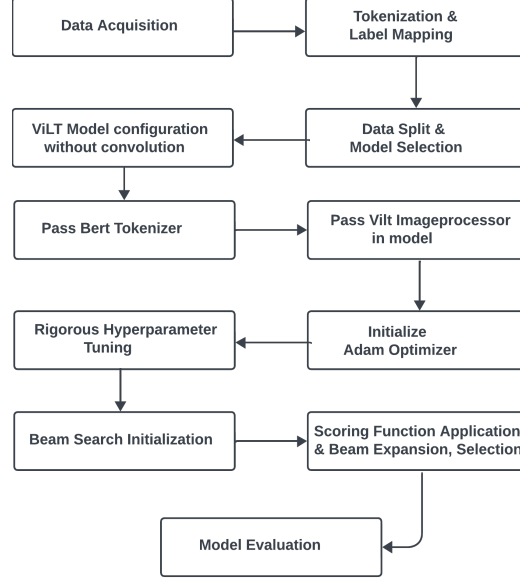 Data Acquisition
Tokenization &
Label Mapping
ViLT Model configuration
without convolution
Data Split &
Model Selection
Pass Bert Tokenizer
Pass Vilt Imageprocessor
in model
Rigorous Hyperparameter
Tuning
Initialize
Adam Optimizer
Beam Search Initialization
Scoring Function Application
& Beam Expansion, Selection
Model Evaluation